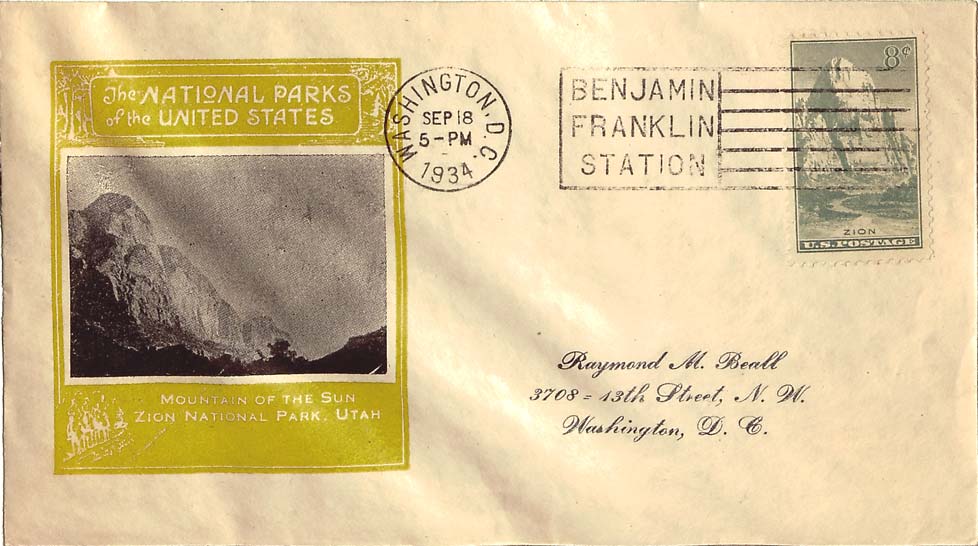 The NATIONAL PARKS
of the UNITED STATES
MOUNTAIN OF THE SUN
ZION NATIONAL PARK, UTAH
WASHINGTON, D.C.
SEP 18
5-PM
1934
BENJAMIN
FRANKLIN
STATION
8¢
ZION
U.S. POSTAGE
Raymond M. Beall
3708 = 13th Street, N. W.
Washington, D. C.